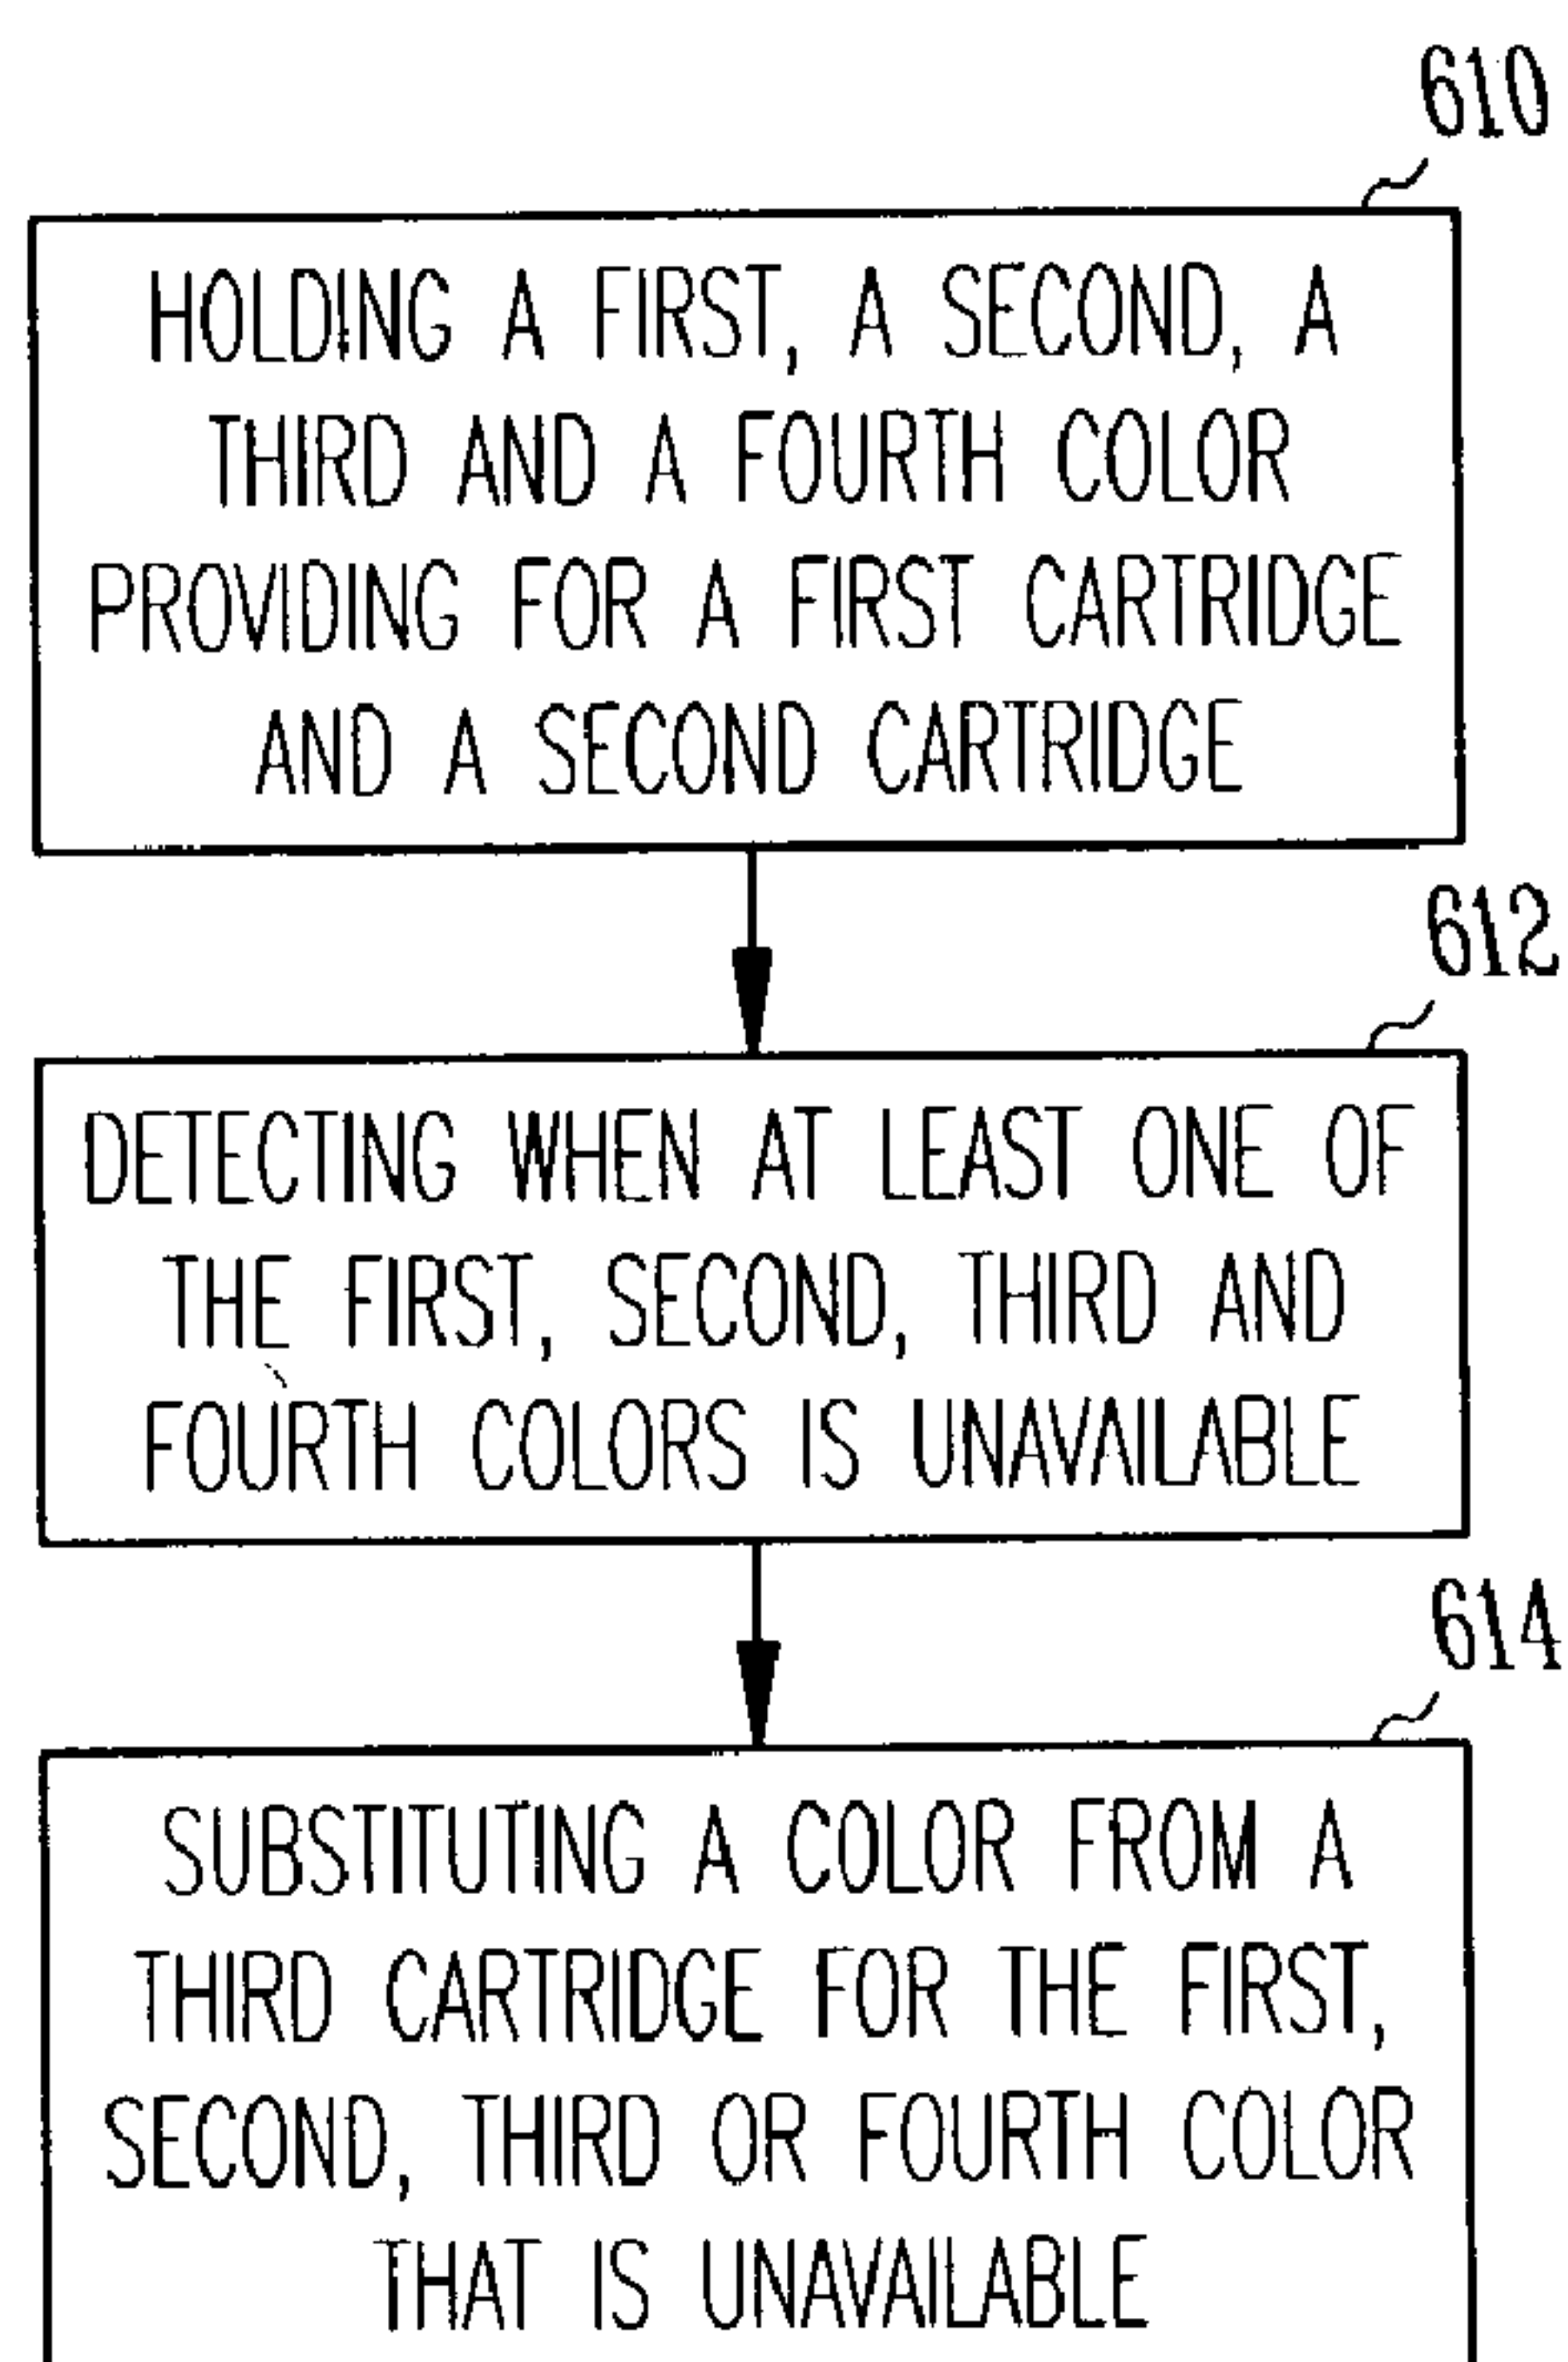 610
HOLDING A FIRST, A SECOND, A
THIRD AND A FOURTH COLOR
PROVIDING FOR A FIRST CARTRIDGE
AND A SECOND CARTRIDGE
612
DETECTING WHEN AT LEAST ONE OF
THE FIRST, SECOND, THIRD AND
FOURTH COLORS IS UNAVAILABLE
614
SUBSTITUTING A COLOR FROM A
THIRD CARTRIDGE FOR THE FIRST,
SECOND, THIRD OR FOURTH COLOR
THAT IS UNAVAILABLE